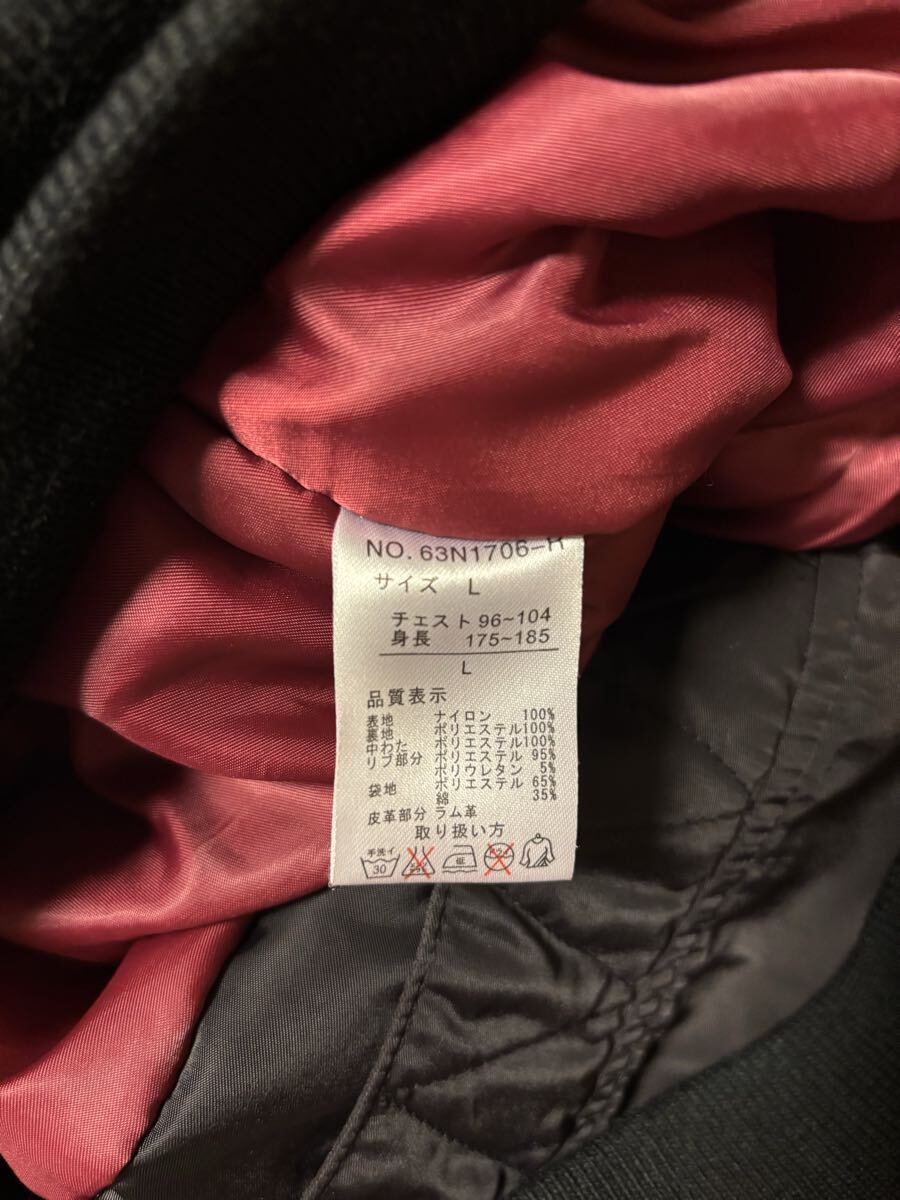 NO. 63N1706-H
サイズ L
チェスト 96~104
身長 175~185
L
品質表示
表地 ナイロン 100%
裏地 ポリエステル100%
中わた ポリエステル100%
リブ部分 ポリエステル 95%
ポリウレタン 5%
袋地 ポリエステル 65%
綿 35%
皮革部分 ラム革
取り扱い方
手洗イ 30 低